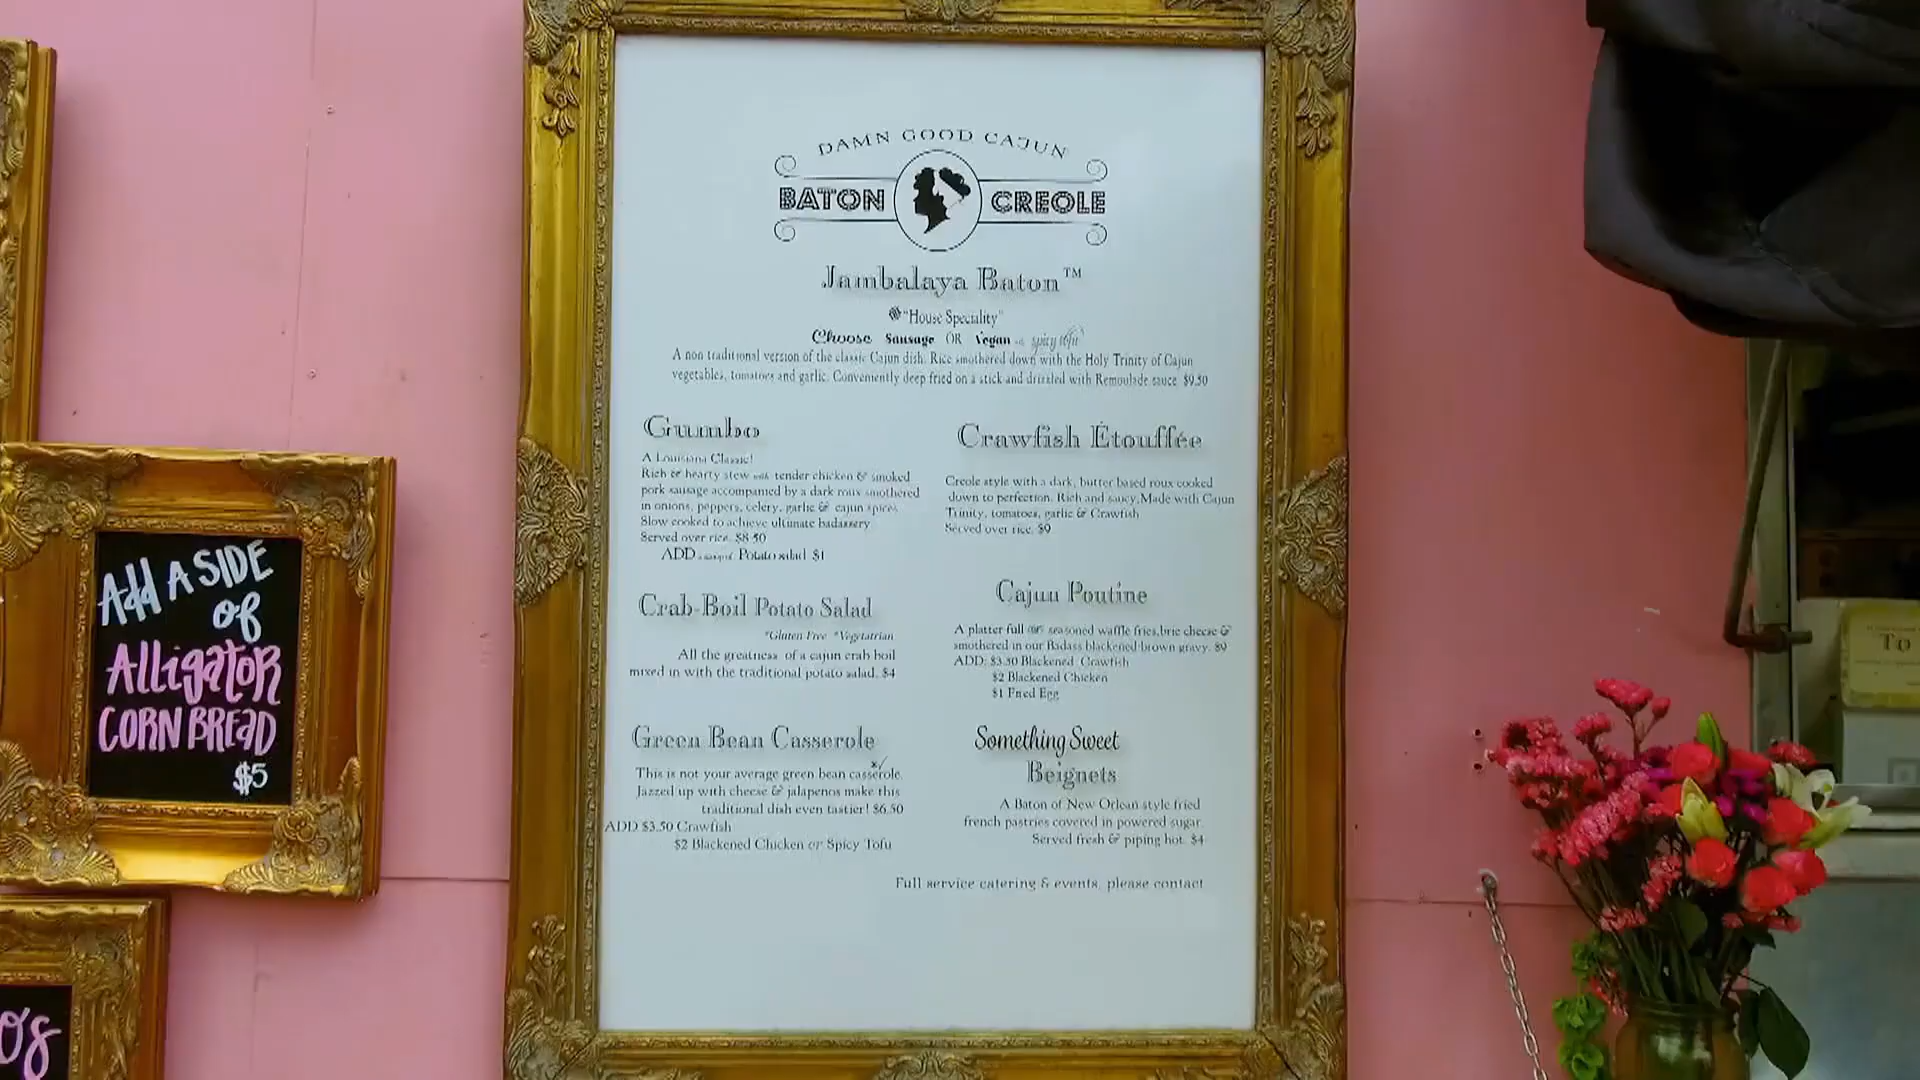 DAMN GOOD CAJUN
BATON CREOLE
Jambalaya Baton™
"House Speciality"
Choose Sausage OR Vegan spicy tofu
A non traditional version of the classic Cajun dish. Rice smothered down with the Holy Trinity of Cajun
vegetables, tomatoes and garlic. Conveniently deep fried on a stick and drizzled with Remoulade sauce $9.50
Gumbo
A Louisiana Classic!
Rich & hearty stew with tender chicken & smoked
pork sausage accompanied by a dark roux smothered
in onions, peppers, celery, garlic & cajun spices
Slow cooked to achieve ultimate badassery
Served over rice. $8.50
ADD Potato salad $1
Crawfish Étouffée
Creole style with a dark, butter based roux cooked
down to perfection. Rich and saucy,Made with Cajun
Trinity, tomatoes, garlic & Crawfish
Served over rice. $9
Crab-Boil Potato Salad
*Gluten Free *Vegetatrian
All the greatness of a cajun crab boil
mixed in with the traditional potato salad. $4
Cajun Poutine
A platter full of seasoned waffle fries,brie cheese &
smothered in our Badass blackened brown gravy. $9
ADD: $3.50 Blackened Crawfish
$2 Blackened Chicken
$1 Fried Egg
Green Bean Casserole
*V
This is not your average green bean casserole.
Jazzed up with cheese & jalapenos make this
traditional dish even tastier! $6.50
ADD $3.50 Crawfish
$2 Blackened Chicken or Spicy Tofu
Something Sweet
Beignets
A Baton of New Orlean style fried
french pastries covered in powered sugar.
Served fresh & piping hot. $4
Full service catering & events, please contact
Add A SIDE
of
Alligator
CORN BREAD
$5
os
To